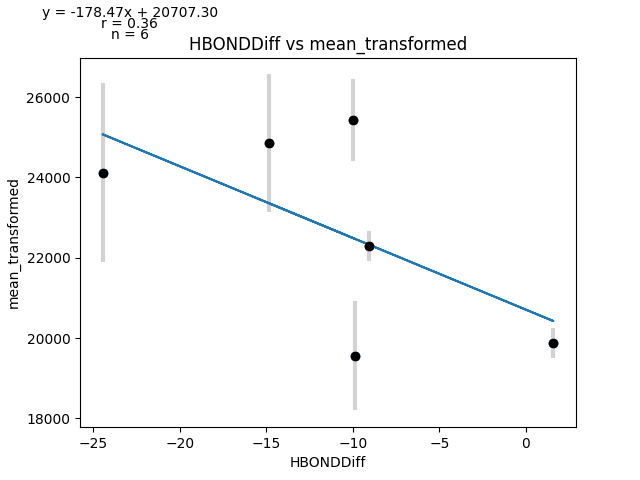 y = -178.47x + 20707.30
r = 0.36
n = 6
HBONDDiff vs mean_transformed
26000
24000
22000
20000
18000
mean_transformed
−25
−20
−15
−10
−5
0
HBONDDiff